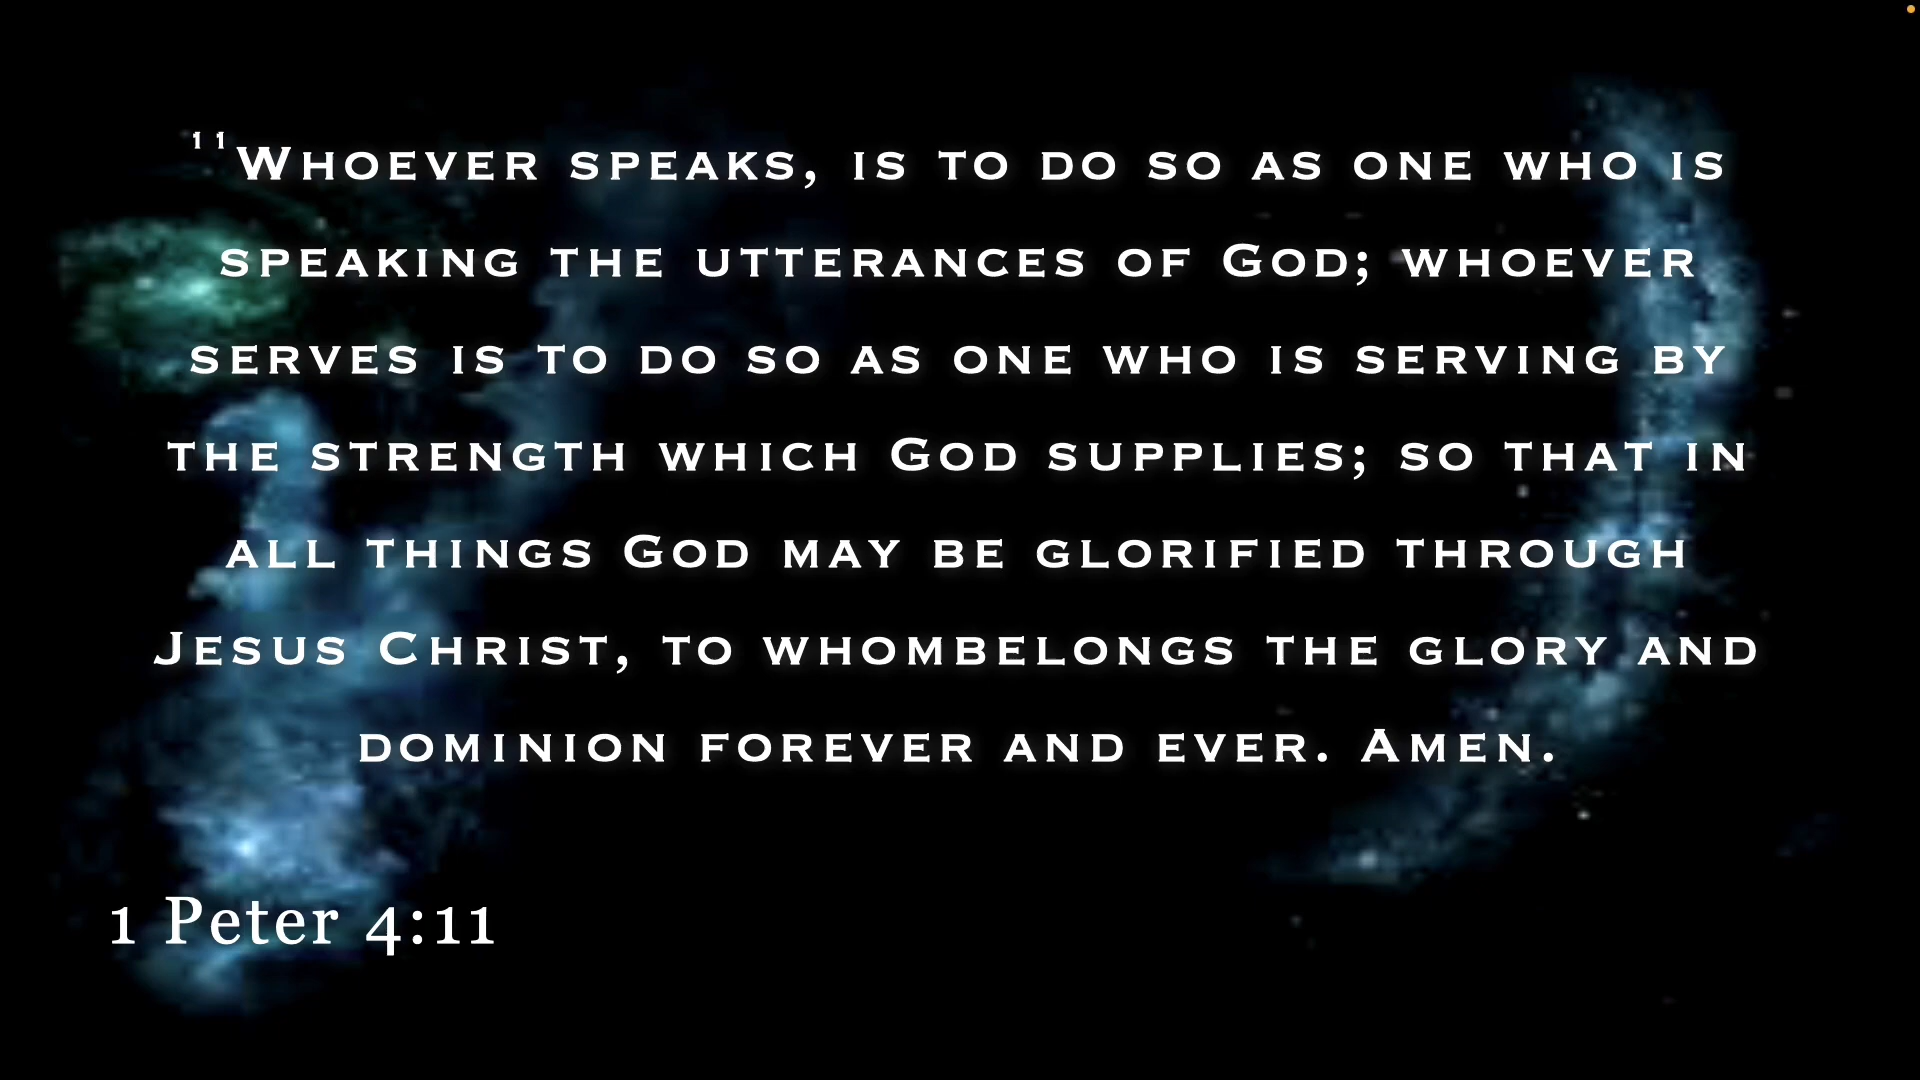 ¹¹Whoever speaks, is to do so as one who is
speaking the utterances of God; whoever
serves is to do so as one who is serving by
the strength which God supplies; so that in
all things God may be glorified through
Jesus Christ, to whombelongs the glory and
dominion forever and ever. Amen.
1 Peter 4:11